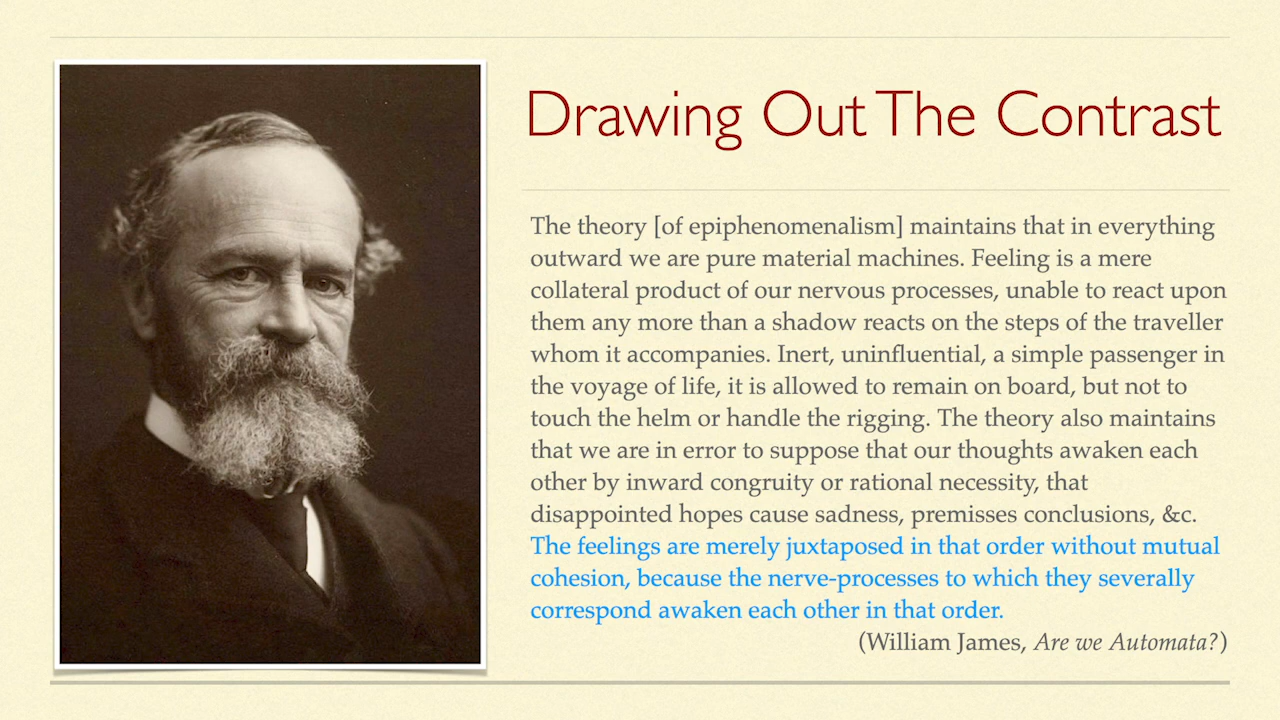 Drawing Out The Contrast
The theory [of epiphenomenalism] maintains that in everything
outward we are pure material machines. Feeling is a mere
collateral product of our nervous processes, unable to react upon
them any more than a shadow reacts on the steps of the traveller
whom it accompanies. Inert, uninfluential, a simple passenger in
the voyage of life, it is allowed to remain on board, but not to
touch the helm or handle the rigging. The theory also maintains
that we are in error to suppose that our thoughts awaken each
other by inward congruity or rational necessity, that
disappointed hopes cause sadness, premisses conclusions, &c.
The feelings are merely juxtaposed in that order without mutual
cohesion, because the nerve-processes to which they severally
correspond awaken each other in that order.
(William James, Are we Automata?)